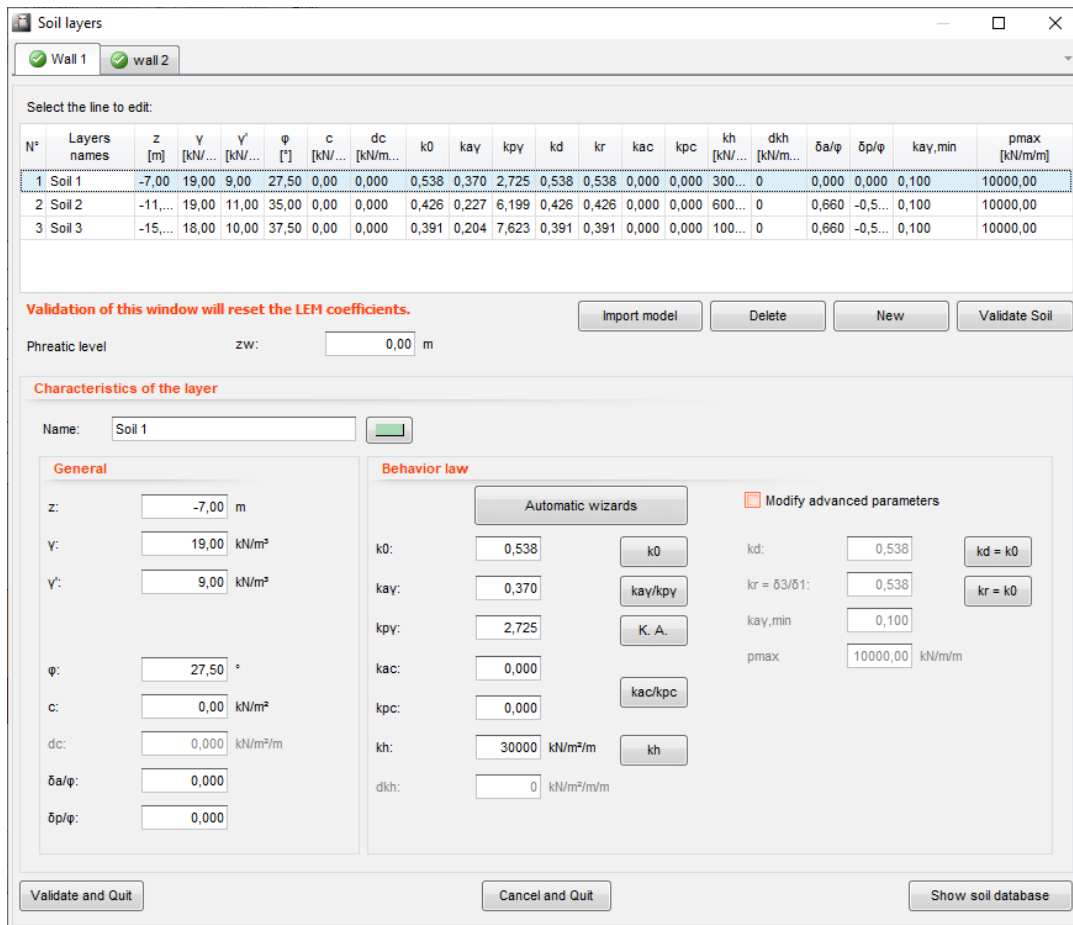 Soil layers
Wall 1 wall 2
Select the line to edit:
N° Layers names z [m] γ [kN/... γ' [kN/... φ [°] c [kN/... dc [kN/m... k0 kaγ kpγ kd kr kac kpc kh [kN/... dkh [kN/m... δa/φ δp/φ kaγ,min pmax [kN/m/m]
1 Soil 1 -7,00 19,00 9,00 27,50 0,00 0,000 0,538 0,370 2,725 0,538 0,538 0,000 0,000 300... 0 0,000 0,000 0,100 10000,00
2 Soil 2 -11,... 19,00 11,00 35,00 0,00 0,000 0,426 0,227 6,199 0,426 0,426 0,000 0,000 600... 0 0,660 -0,5... 0,100 10000,00
3 Soil 3 -15,... 18,00 10,00 37,50 0,00 0,000 0,391 0,204 7,623 0,391 0,391 0,000 0,000 100... 0 0,660 -0,5... 0,100 10000,00
Validation of this window will reset the LEM coefficients.
Import model Delete New Validate Soil
Phreatic level zw: 0,00 m
Characteristics of the layer
Name: Soil 1
General
z: -7,00 m
γ: 19,00 kN/m³
γ': 9,00 kN/m³
φ: 27,50 °
c: 0,00 kN/m²
dc: 0,000 kN/m²/m
δa/φ: 0,000
δp/φ: 0,000
Behavior law
Automatic wizards
k0: 0,538 k0
kaγ: 0,370 kaγ/kpγ
kpγ: 2,725 K. A.
kac: 0,000
kac/kpc
kpc: 0,000
kh: 30000 kN/m²/m kh
dkh: 0 kN/m²/m/m
Modify advanced parameters
kd: 0,538 kd = k0
kr = δ3/δ1: 0,538 kr = k0
kaγ,min 0,100
pmax 10000,00 kN/m/m
Validate and Quit Cancel and Quit Show soil database